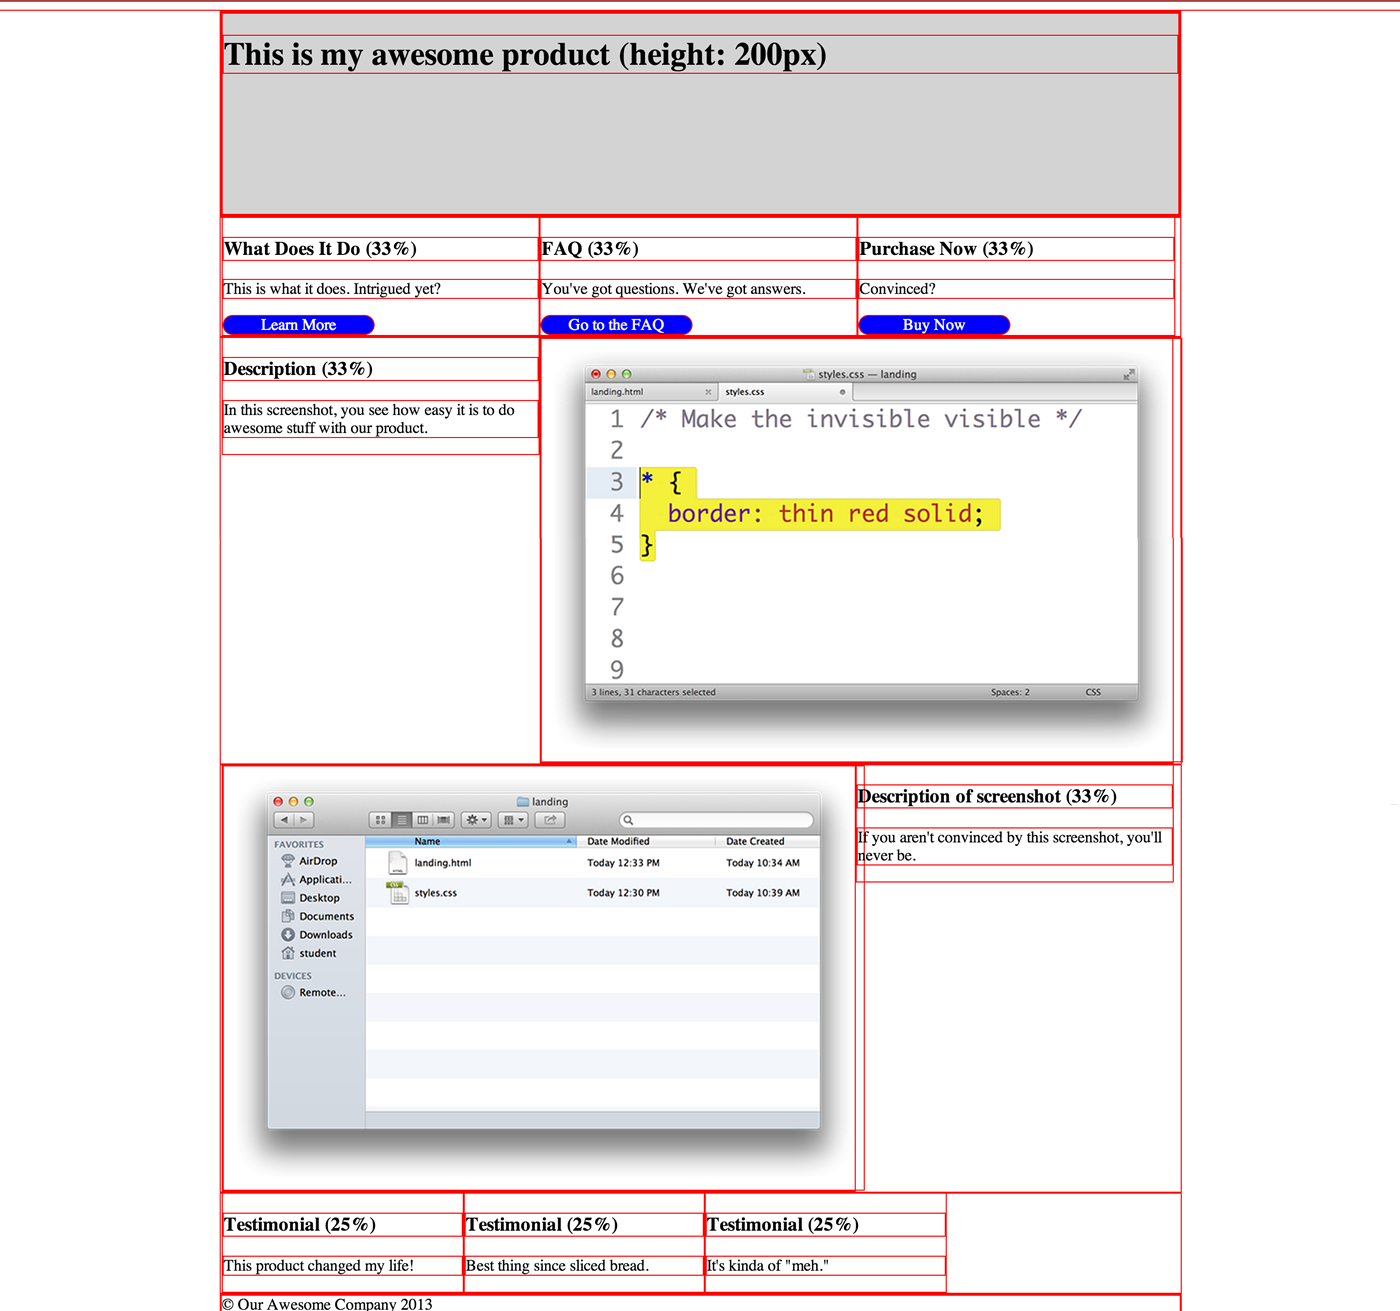 This is my awesome product (height: 200px)
What Does It Do (33%)
This is what it does. Intrigued yet?
Learn More
FAQ (33%)
You've got questions. We've got answers.
Go to the FAQ
Purchase Now (33%)
Convinced?
Buy Now
Description (33%)
In this screenshot, you see how easy it is to do
awesome stuff with our product.
styles.css — landing
landing.html
styles.css
1 /* Make the invisible visible */
2
3 * {
4 border: thin red solid;
5 }
6
7
8
9
3 lines, 31 characters selected
Spaces: 2
CSS
landing
FAVORITES
AirDrop
Applicati...
Desktop
Documents
Downloads
student
DEVICES
Remote...
Name Date Modified Date Created
landing.html Today 12:33 PM Today 10:34 AM
styles.css Today 12:30 PM Today 10:39 AM
Description of screenshot (33%)
If you aren't convinced by this screenshot, you'll
never be.
Testimonial (25%)
This product changed my life!
Testimonial (25%)
Best thing since sliced bread.
Testimonial (25%)
It's kinda of "meh."
© Our Awesome Company 2013